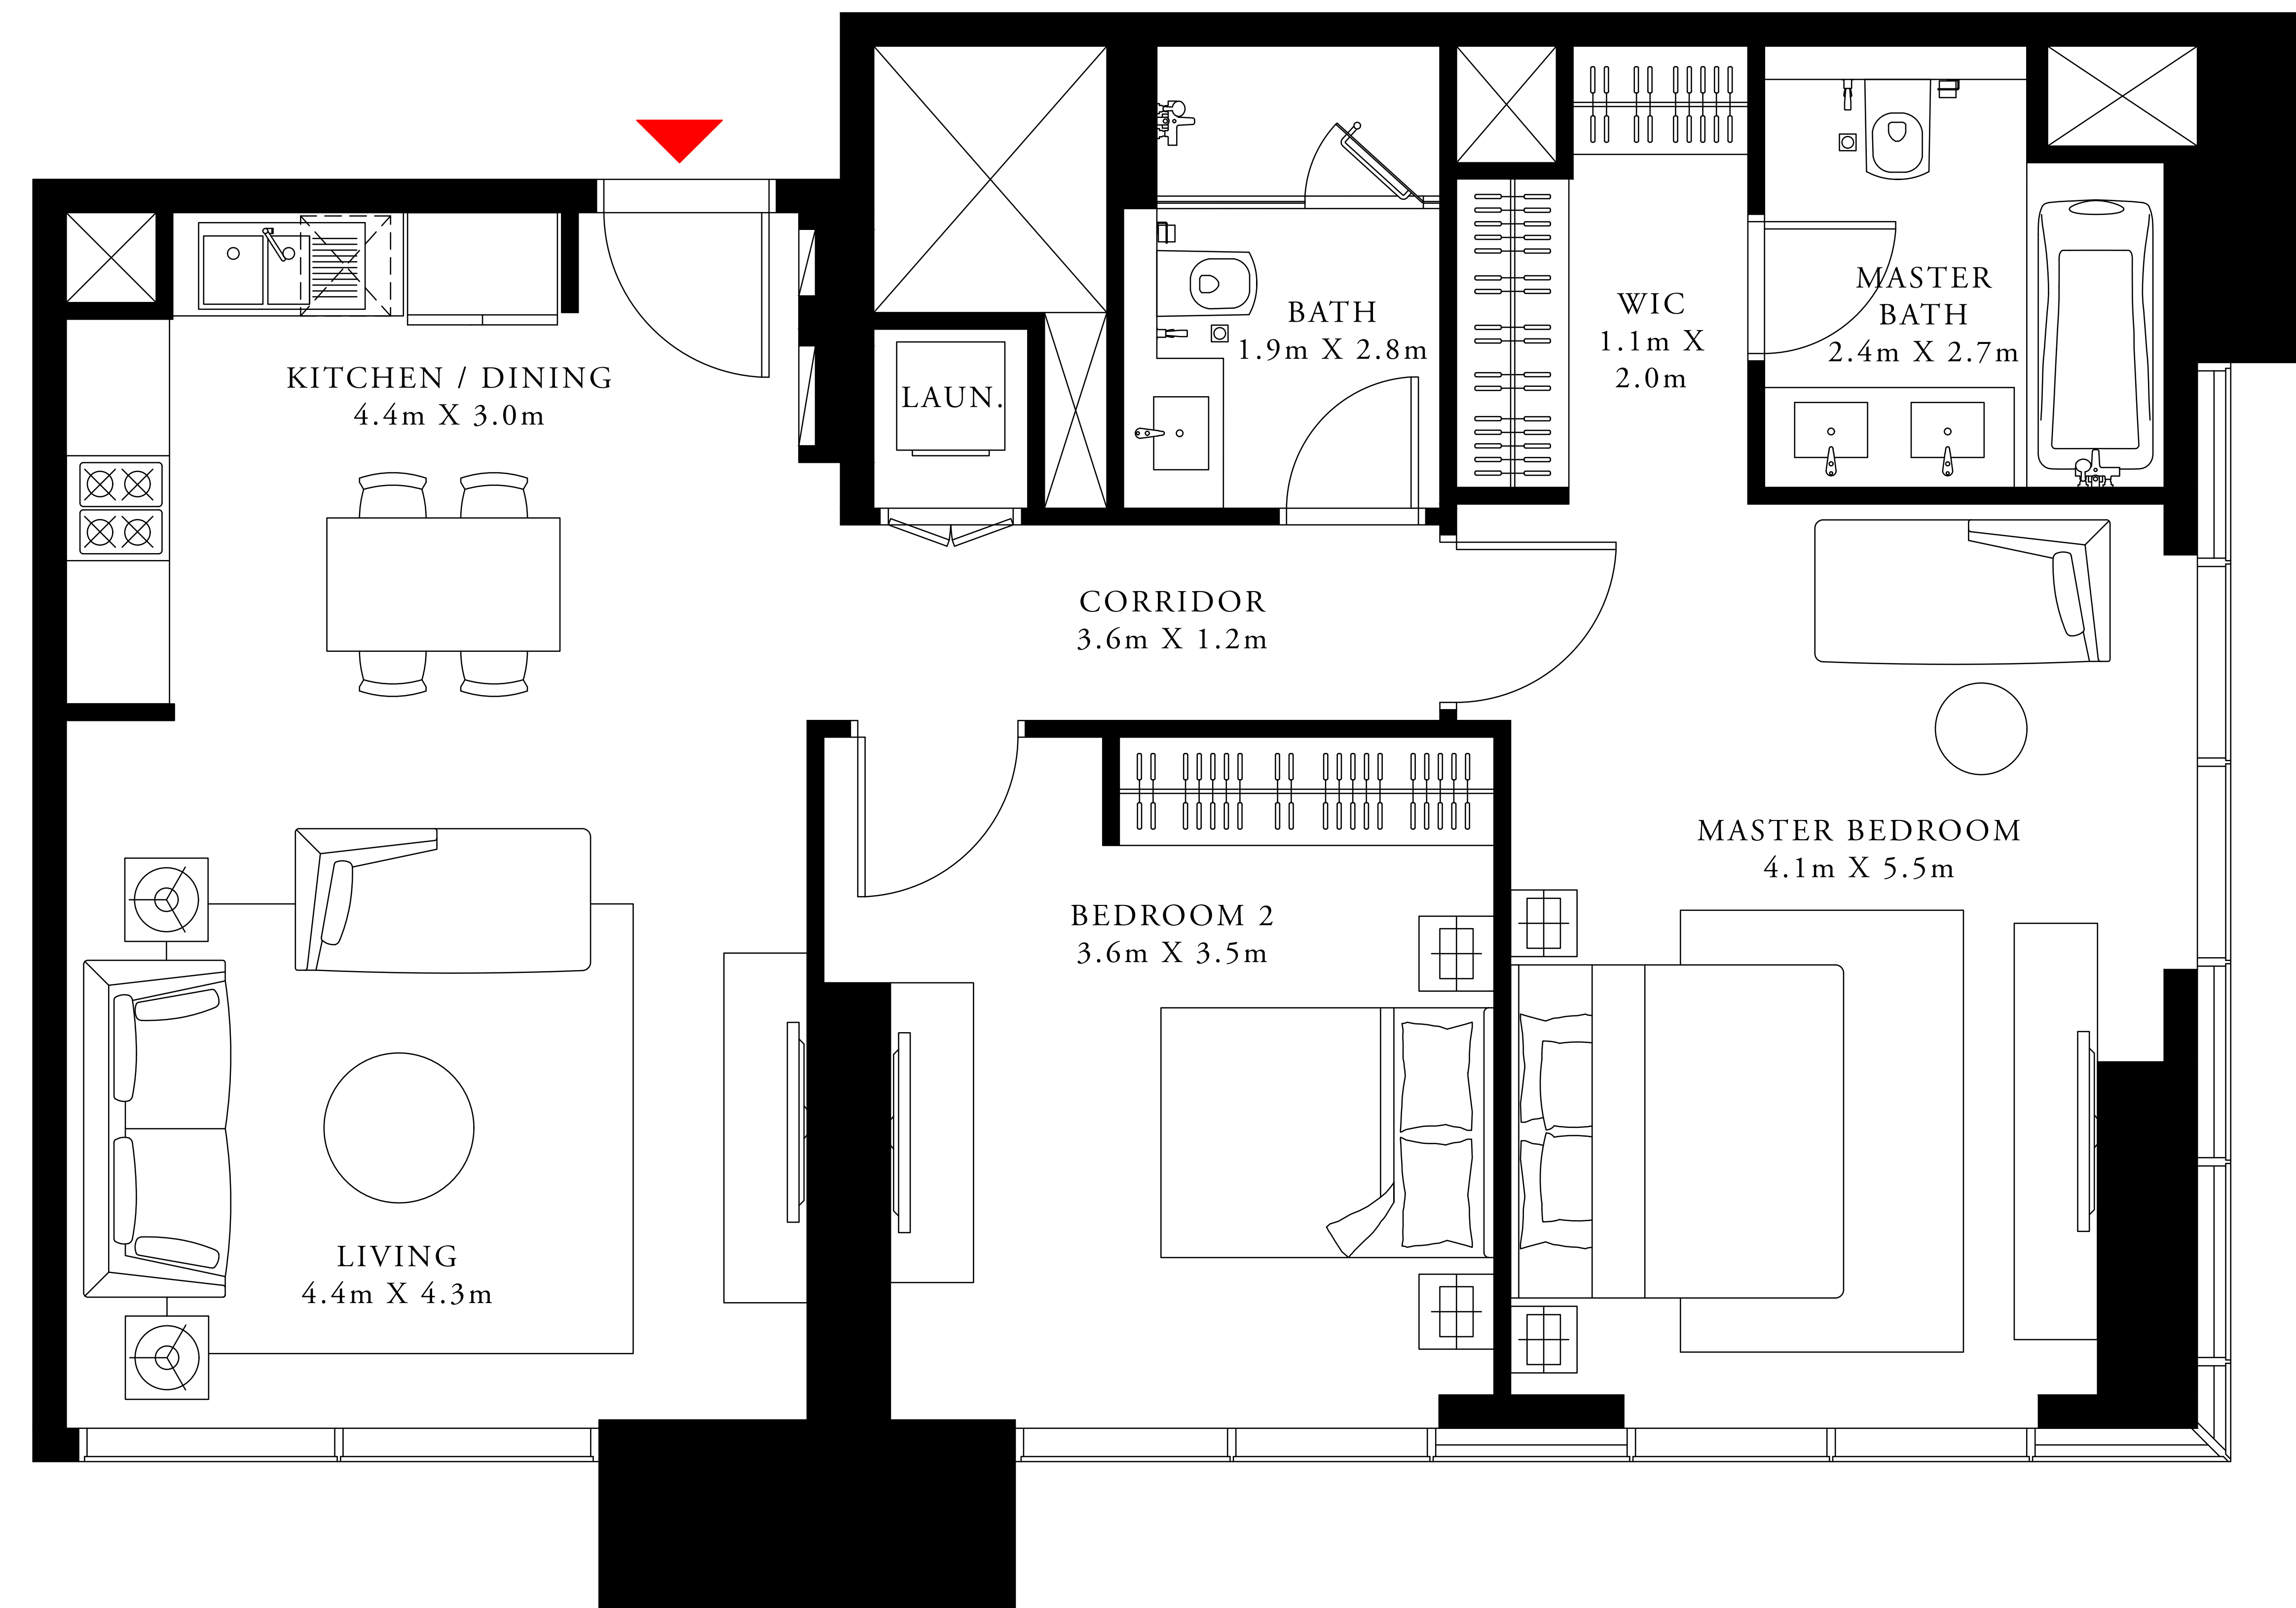 KITCHEN / DINING
4.4m X 3.0m
LAUN.
BATH
1.9m X 2.8m
WIC
1.1m X
2.0m
MASTER
BATH
2.4m X 2.7m
CORRIDOR
3.6m X 1.2m
MASTER BEDROOM
4.1m X 5.5m
BEDROOM 2
3.6m X 3.5m
LIVING
4.4m X 4.3m